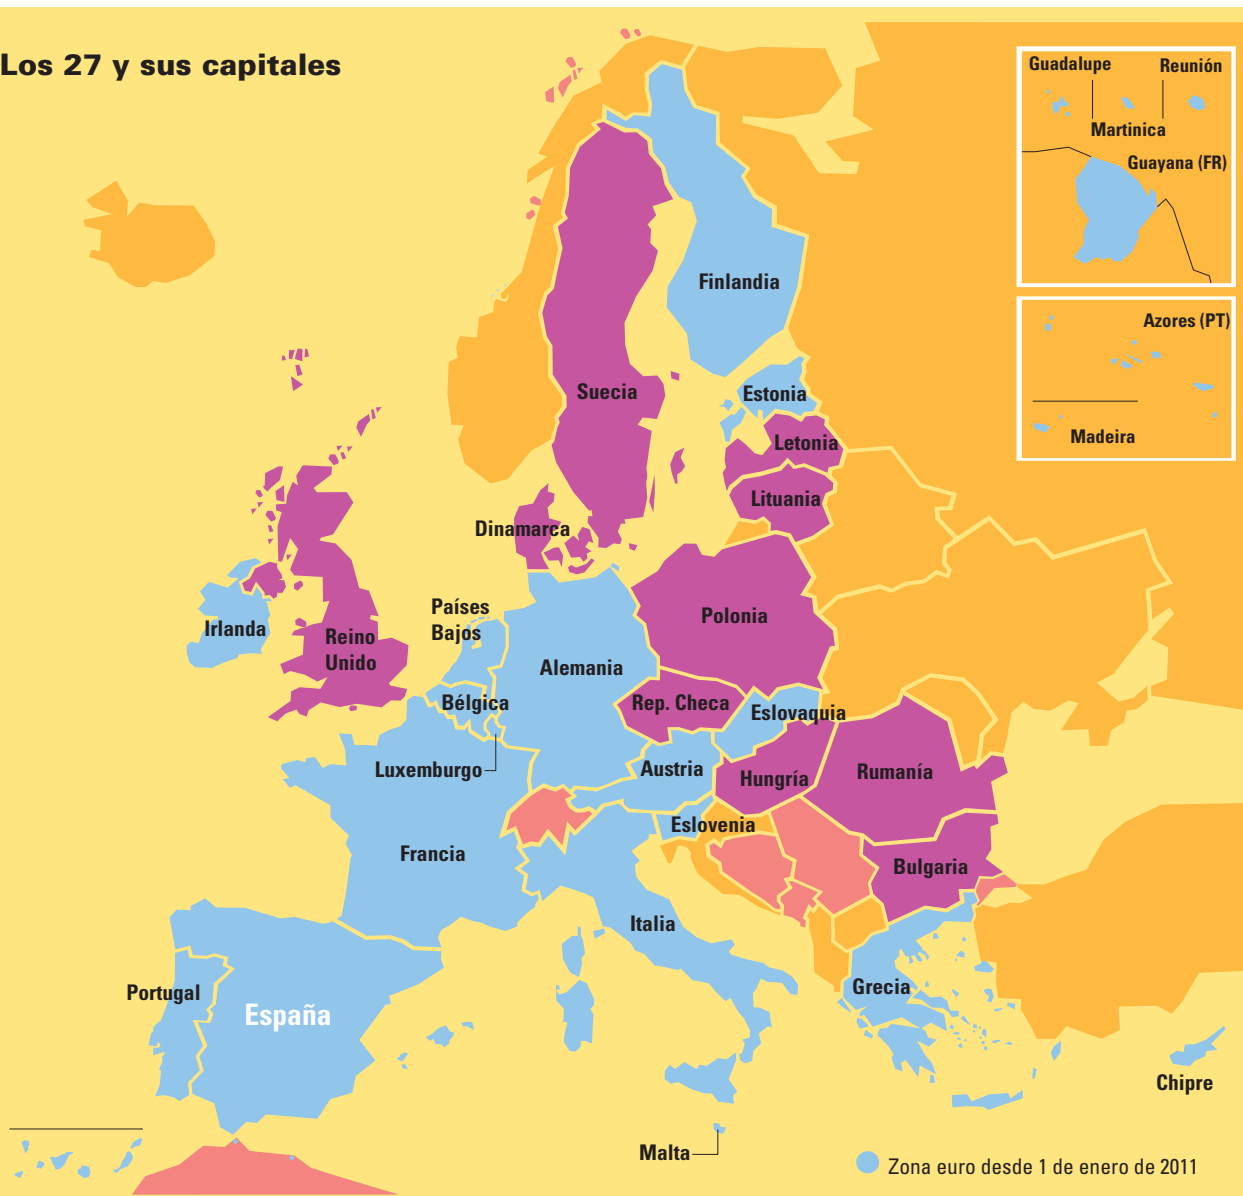 Los 27 y sus capitales
Guadalupe
Reunión
Martinica
Guayana (FR)
Azores (PT)
Madeira
Finlandia
Suecia
Estonia
Letonia
Lituania
Dinamarca
Irlanda
Reino
Unido
Países
Bajos
Polonia
Alemania
Bélgica
Rep. Checa
Eslovaquia
Luxemburgo
Austria
Hungría
Rumanía
Eslovenia
Francia
Bulgaria
Italia
Portugal
España
Grecia
Chipre
Malta
Zona euro desde 1 de enero de 2011